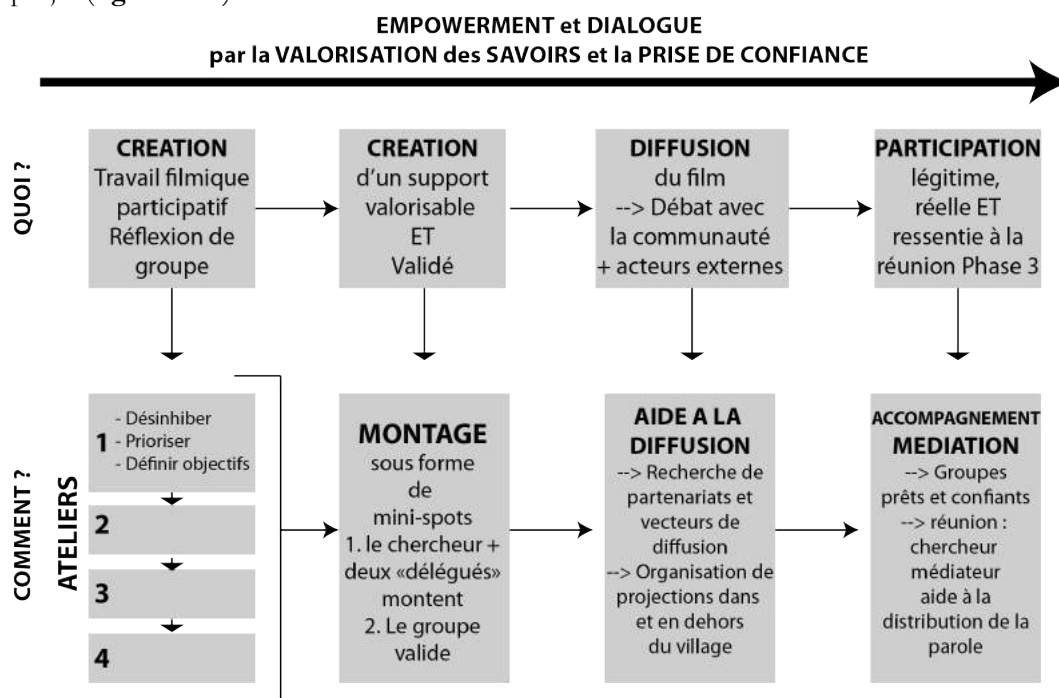 EMPOWERMENT et DIALOGUE
par la VALORISATION des SAVOIRS et la PRISE DE CONFIANCE
QUOI ?
CREATION
Travail filmique
participatif
Réflexion de
groupe
CREATION
d'un support
valorisable
ET
Validé
DIFFUSION
du film
--> Débat avec
la communauté
+ acteurs externes
PARTICIPATION
légitime,
réelle ET
ressentie à la
réunion Phase 3
COMMENT ?
ATELIERS
1
- Désinhiber
- Prioriser
- Définir objectifs
2
3
4
MONTAGE
sous forme
de
mini-spots
1. le chercheur +
deux «délégués»
montent
2. Le groupe
valide
AIDE A LA
DIFFUSION
--> Recherche de
partenariats et
vecteurs de
diffusion
--> Organisation de
projections dans
et en dehors
du village
ACCOMPAGNEMENT
MEDIATION
--> Groupes
prêts et confiants
--> réunion :
chercheur
médiateur
aide à la
distribution de la
parole